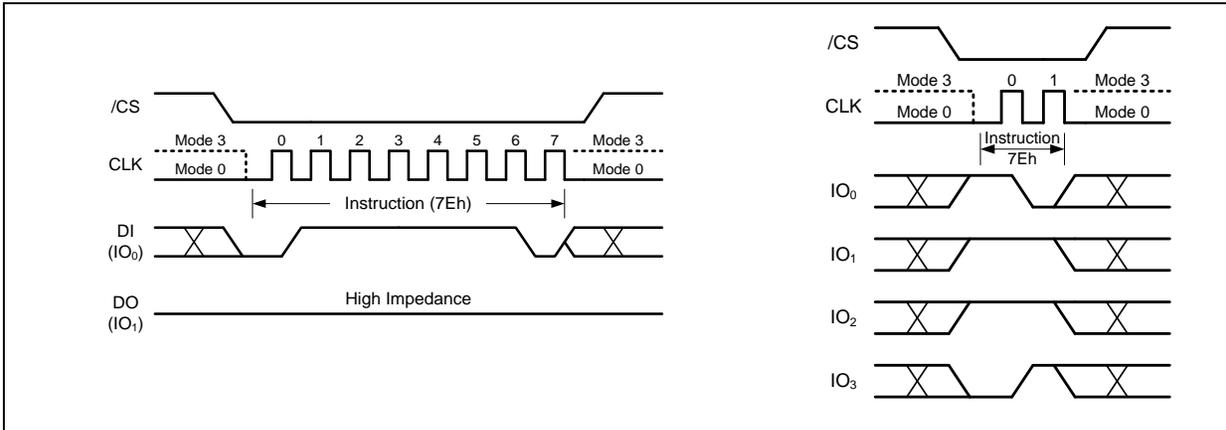 /CS
Mode 3 0 1 2 3 4 5 6 7 Mode 3
CLK
Mode 0 Mode 0
Instruction (7Eh)
DI
(IO₀)
High Impedance
DO
(IO₁)
/CS
Mode 3 0 1 Mode 3
CLK
Mode 0 Mode 0
Instruction
7Eh
IO₀
IO₁
IO₂
IO₃